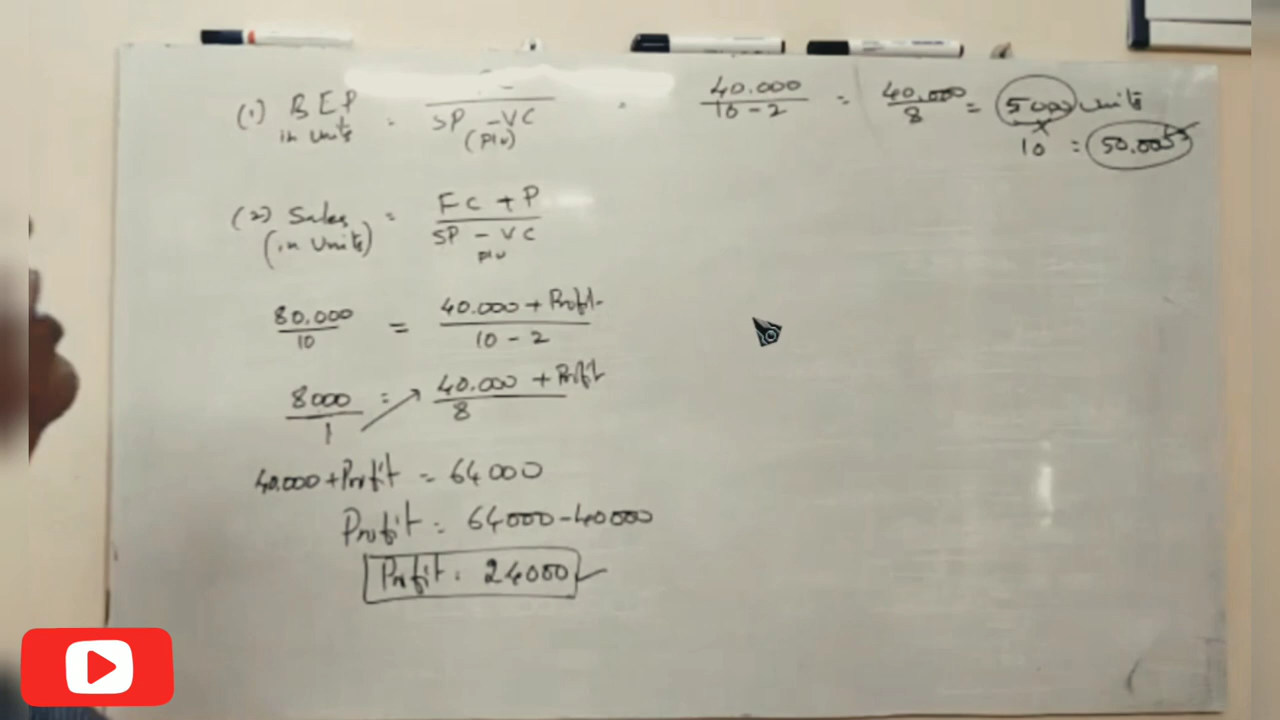 (1) BEP in units = SP - VC (plu) = 40.000 / 10 - 2 = 40.000 / 8 = 5000 units
x 10 = 50.000
(2) Sales (in units) = FC + P / SP - VC plu
80.000 / 10 = 40.000 + Profit / 10 - 2
8000 / 1 = 40.000 + Profit / 8
40.000 + Profit = 64000
Profit = 64000 - 40000
Profit = 24000